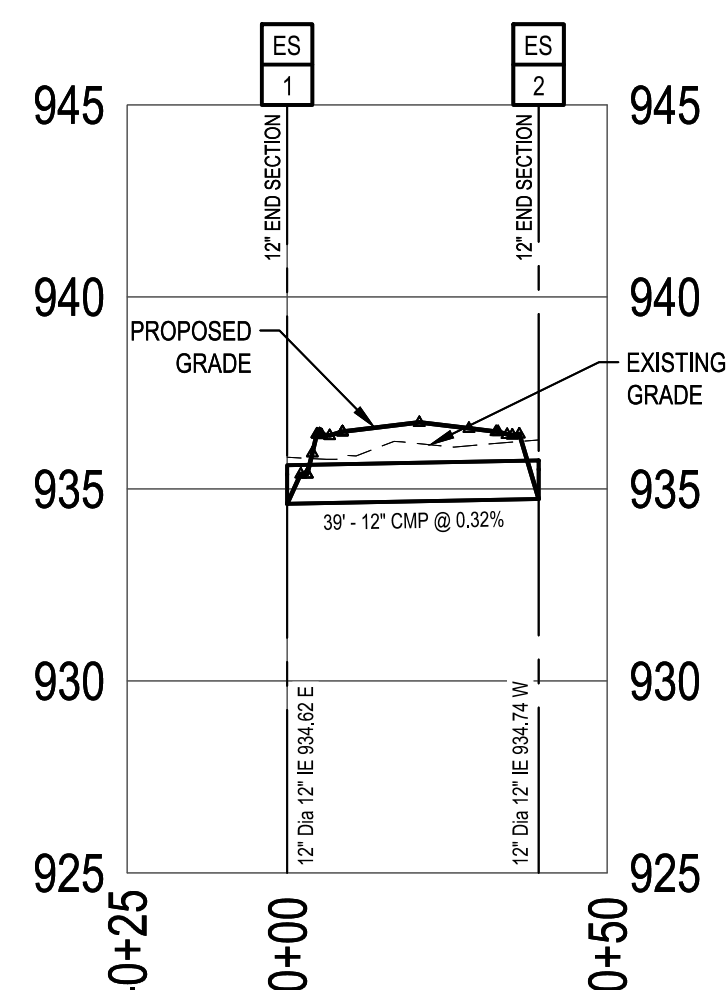 ES
1
ES
2
945
945
12" END SECTION
12" END SECTION
940
940
PROPOSED
GRADE
EXISTING
GRADE
935
935
39' - 12" CMP @ 0.32%
930
930
12" Dia 12" IE 934.62 E
12" Dia 12" IE 934.74 W
925
925
-0+25
0+00
0+50